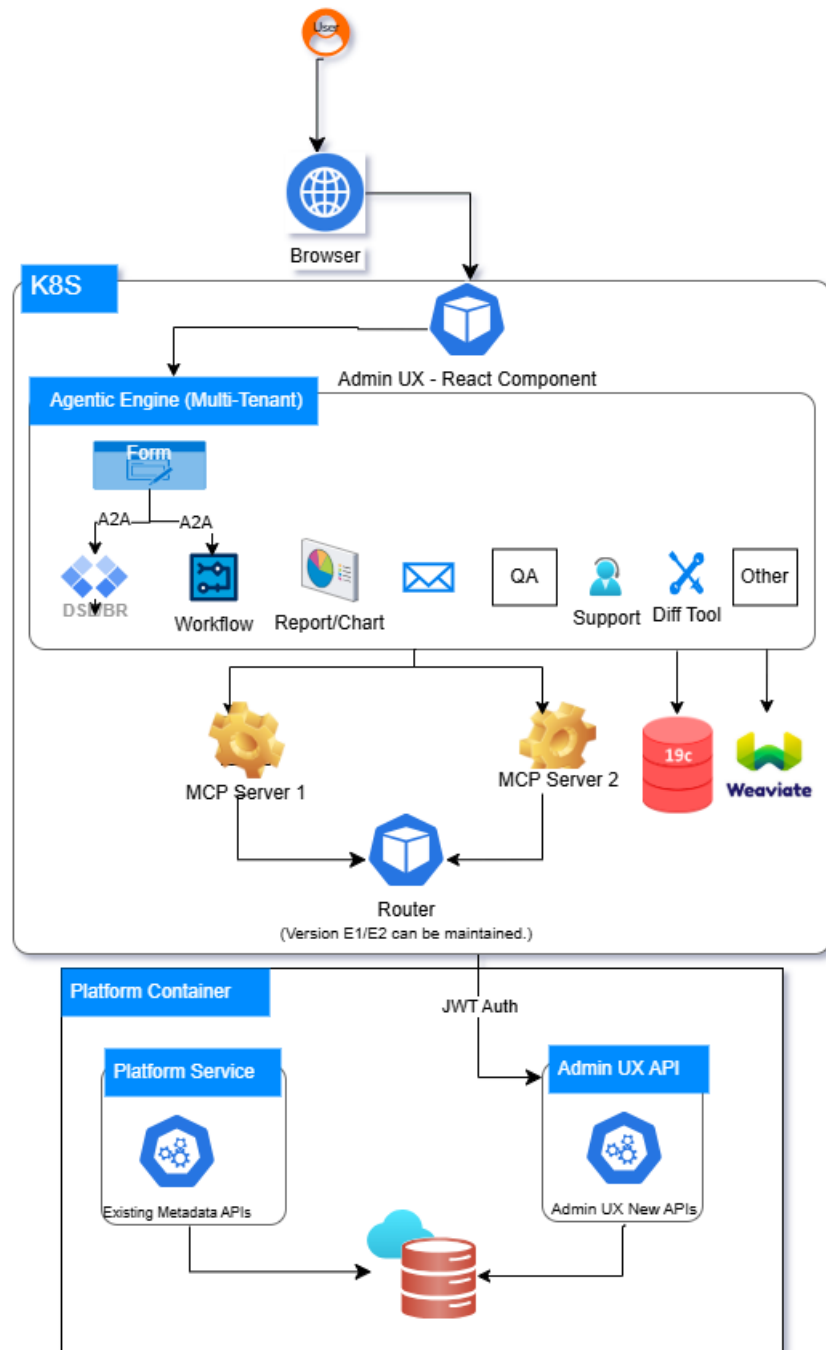 User
Browser
K8S
Admin UX - React Component
Agentic Engine (Multi-Tenant)
Form
A2A
A2A
Workflow
Report/Chart
QA
Support
Diff Tool
Other
MCP Server 1
MCP Server 2
19c
Weaviate
Router
(Version E1/E2 can be maintained.)
Platform Container
JWT Auth
Platform Service
Admin UX API
Existing Metadata APIs
Admin UX New APIs